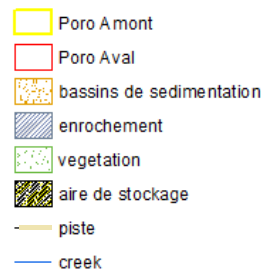 Poro Amont
Poro Aval
bassins de sedimentation
enrochement
vegetation
aire de stockage
piste
creek